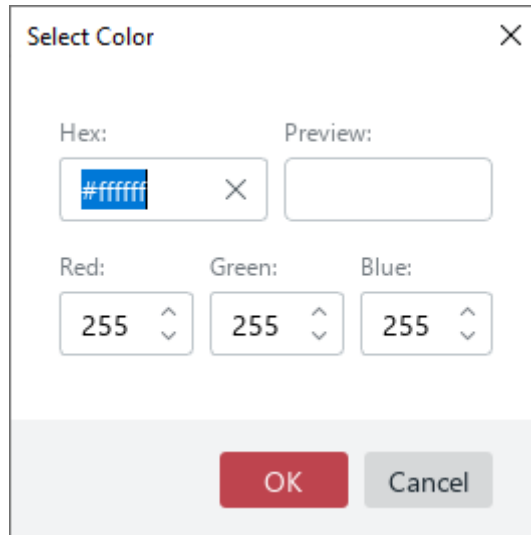 Select Color
Hex: Preview:
#ffffff
Red: Green: Blue:
255 255 255
OK Cancel